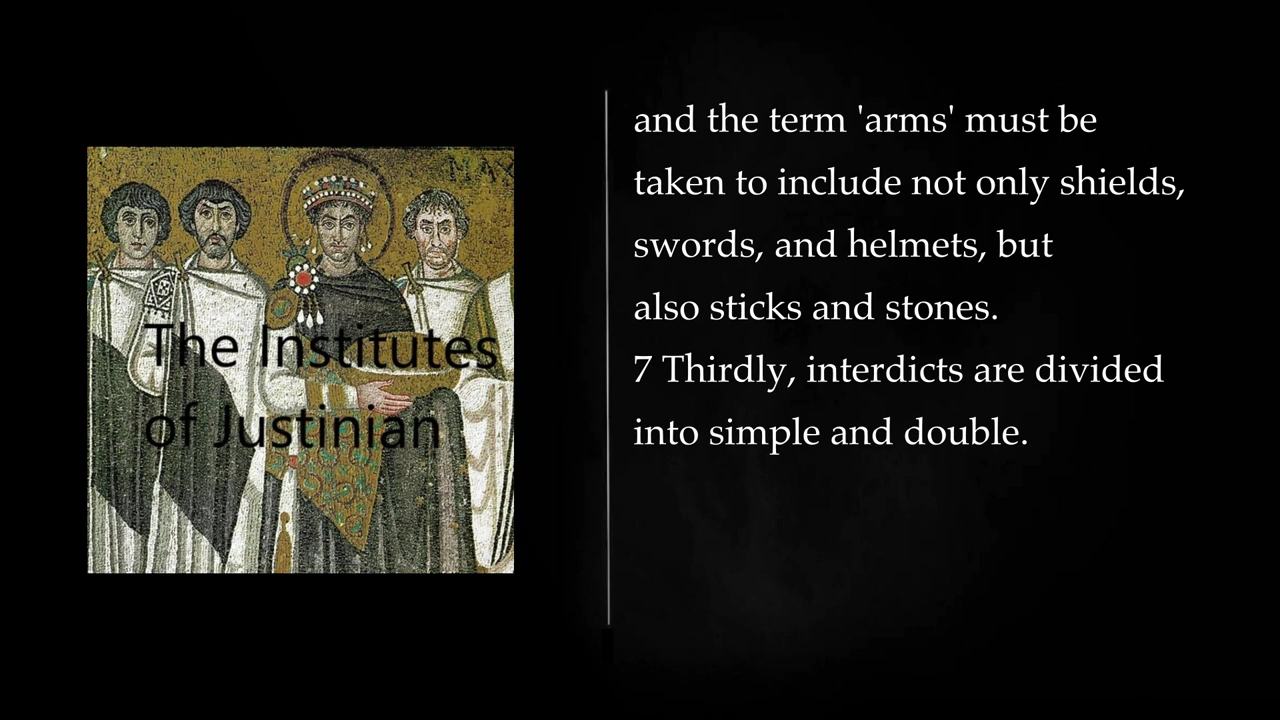 MAX
The Institutes
of Justinian
and the term 'arms' must be
taken to include not only shields,
swords, and helmets, but
also sticks and stones.
7 Thirdly, interdicts are divided
into simple and double.